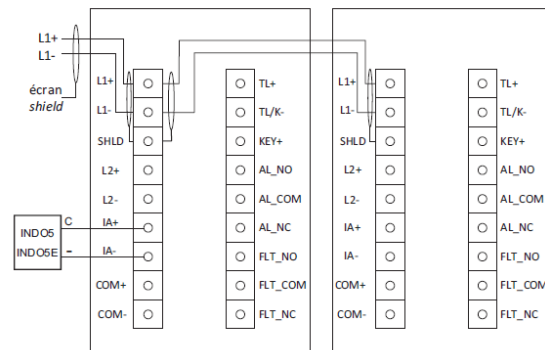 L1+
L1-
écran
shield
L1+
L1-
SHLD
L2+
L2-
IA+
IA-
COM+
COM-
C
-
INDO5
INDO5E
TL+
TL/K-
KEY+
AL_NO
AL_COM
AL_NC
FLT_NO
FLT_COM
FLT_NC
L1+
L1-
SHLD
L2+
L2-
IA+
IA-
COM+
COM-
TL+
TL/K-
KEY+
AL_NO
AL_COM
AL_NC
FLT_NO
FLT_COM
FLT_NC